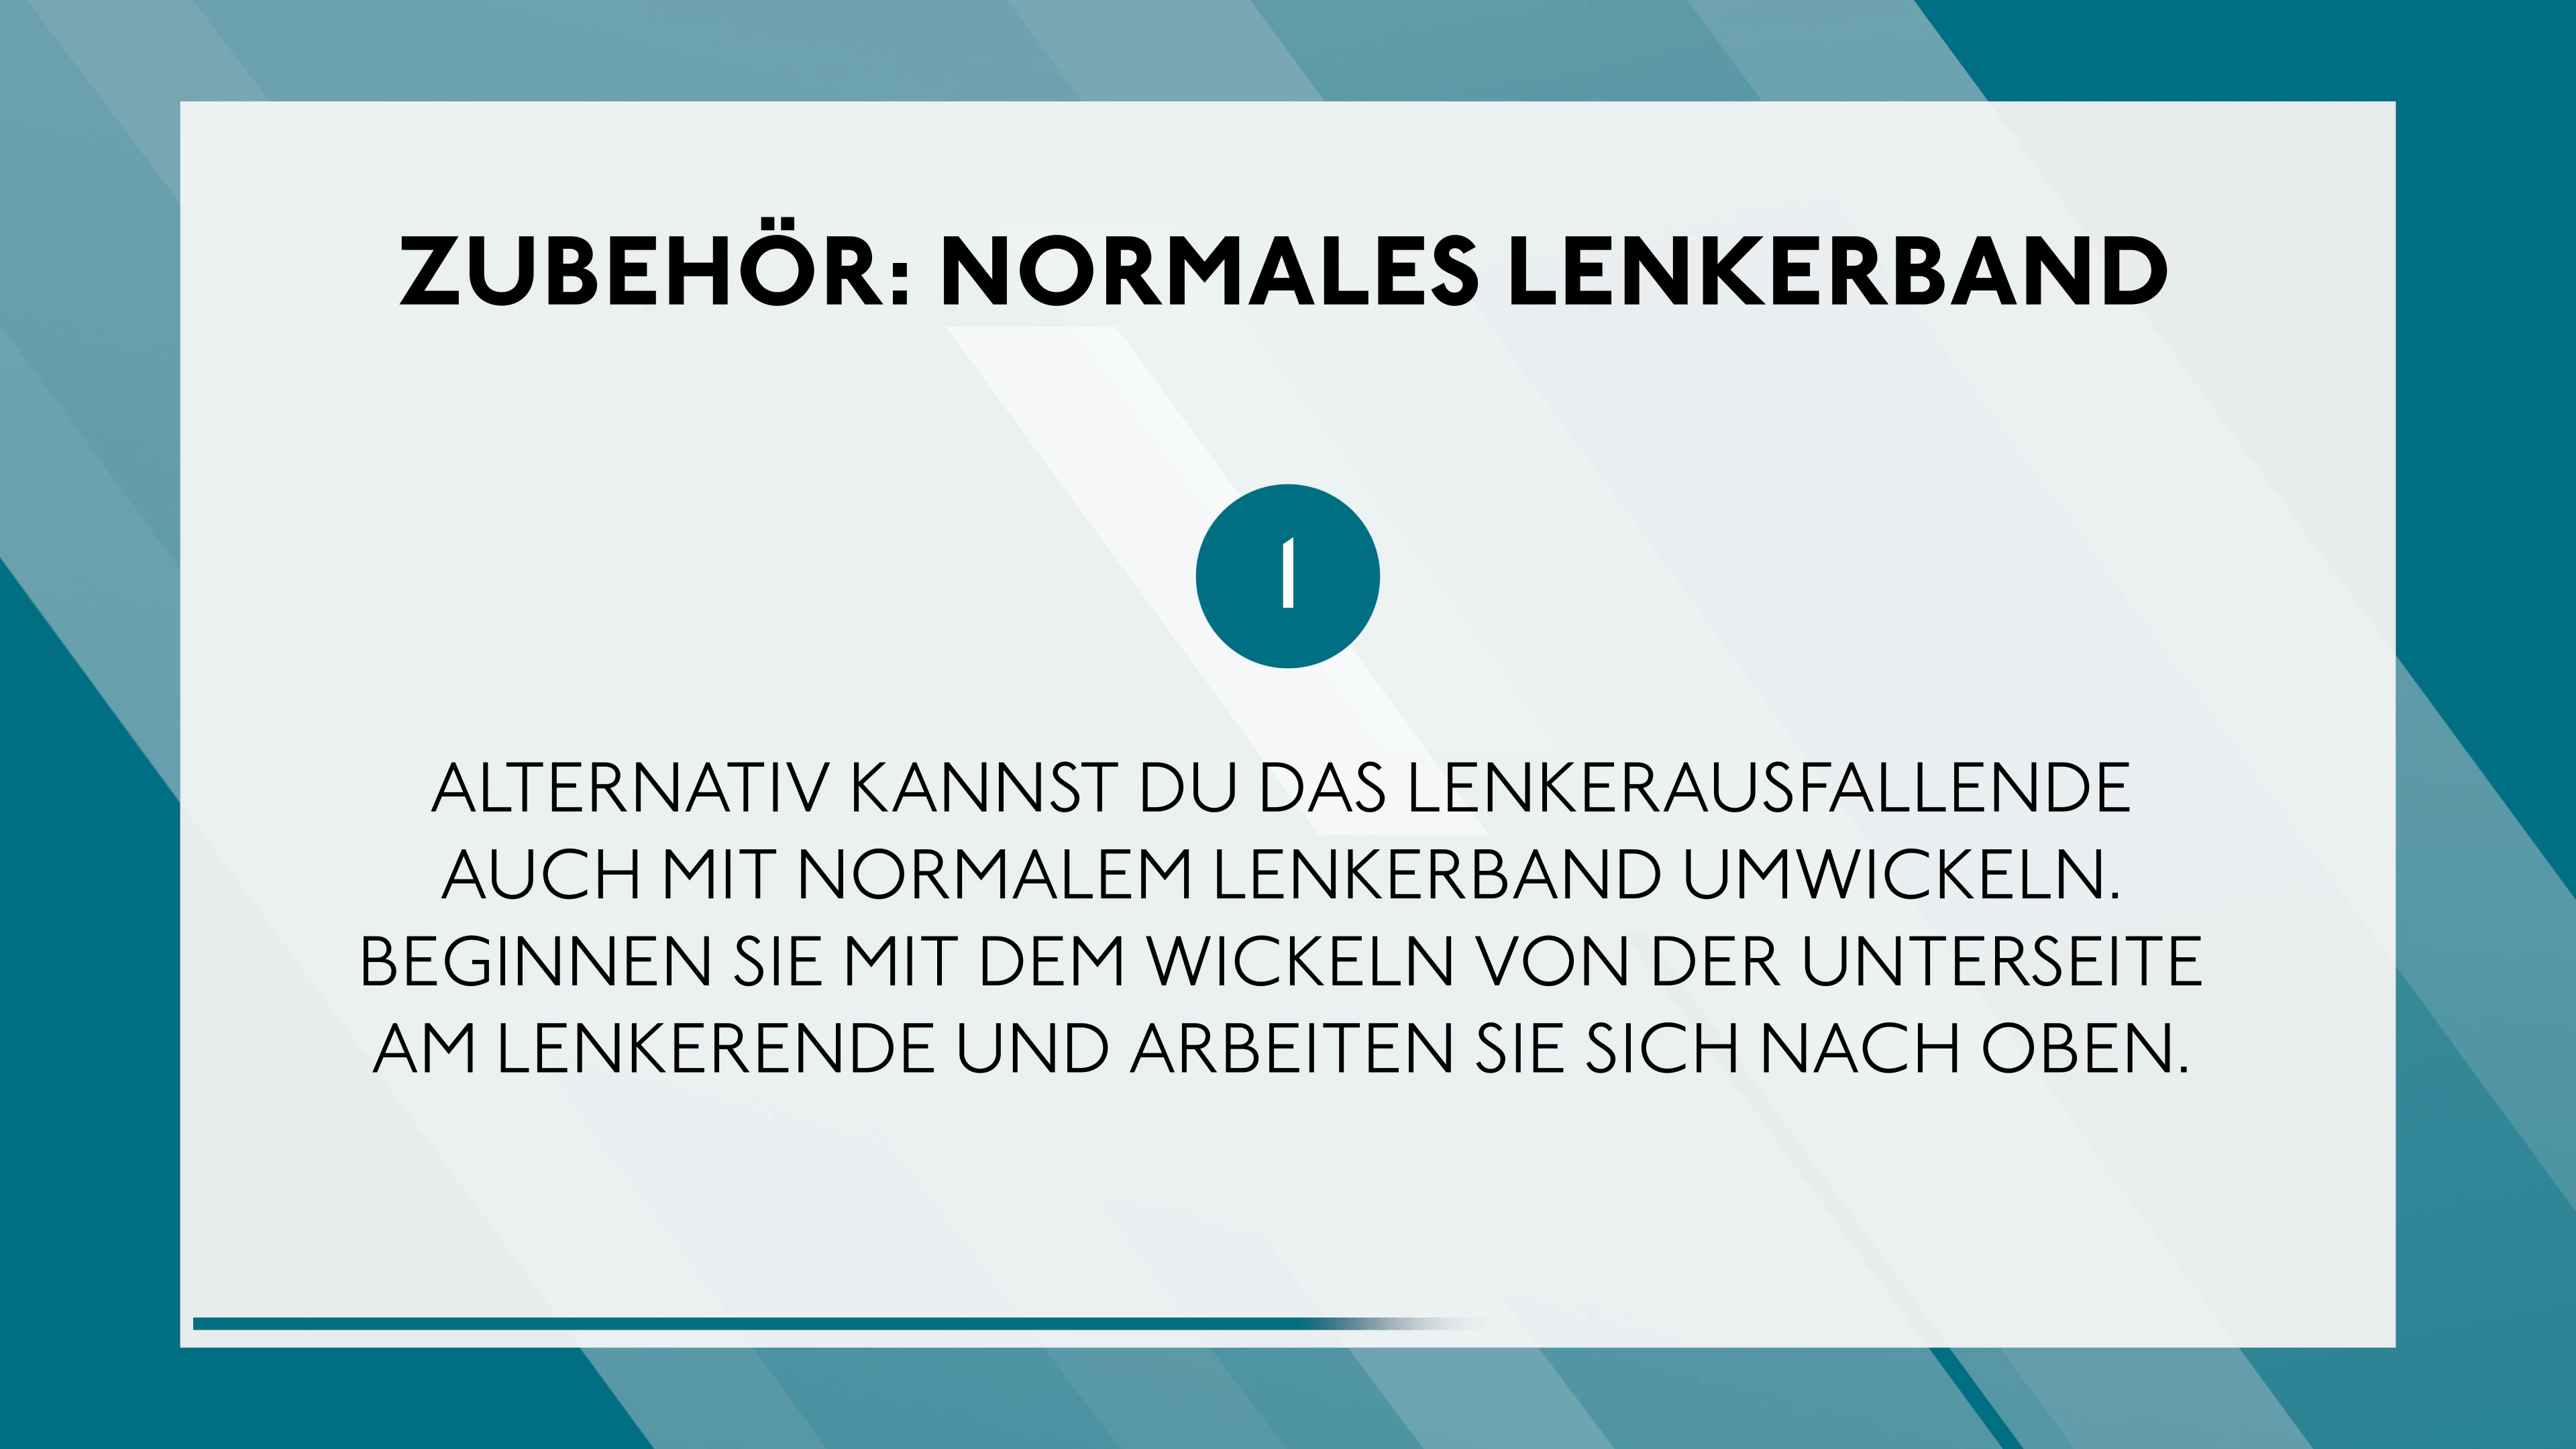 ZUBEHÖR: NORMALES LENKERBAND
1
ALTERNATIV KANNST DU DAS LENKERAUSFALLENDE
AUCH MIT NORMALEM LENKERBAND UMWICKELN.
BEGINNEN SIE MIT DEM WICKELN VON DER UNTERSEITE
AM LENKERENDE UND ARBEITEN SIE SICH NACH OBEN.